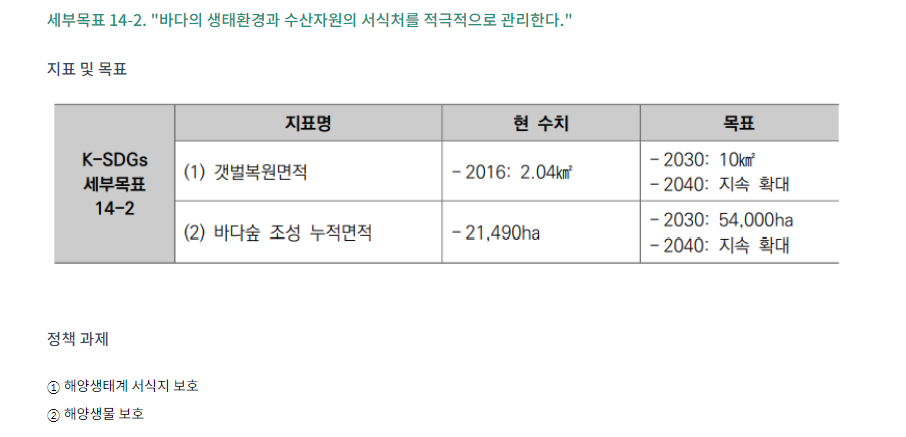 세부목표 14-2. "바다의 생태환경과 수산자원의 서식처를 적극적으로 관리한다."
지표 및 목표
K-SDGs
세부목표
14-2
지표명
현 수치
목표
(1) 갯벌복원면적
- 2016: 2.04㎢
- 2030: 10㎢
- 2040: 지속 확대
(2) 바다숲 조성 누적면적
- 21,490ha
- 2030: 54,000ha
- 2040: 지속 확대
정책 과제
① 해양생태계 서식지 보호
② 해양생물 보호